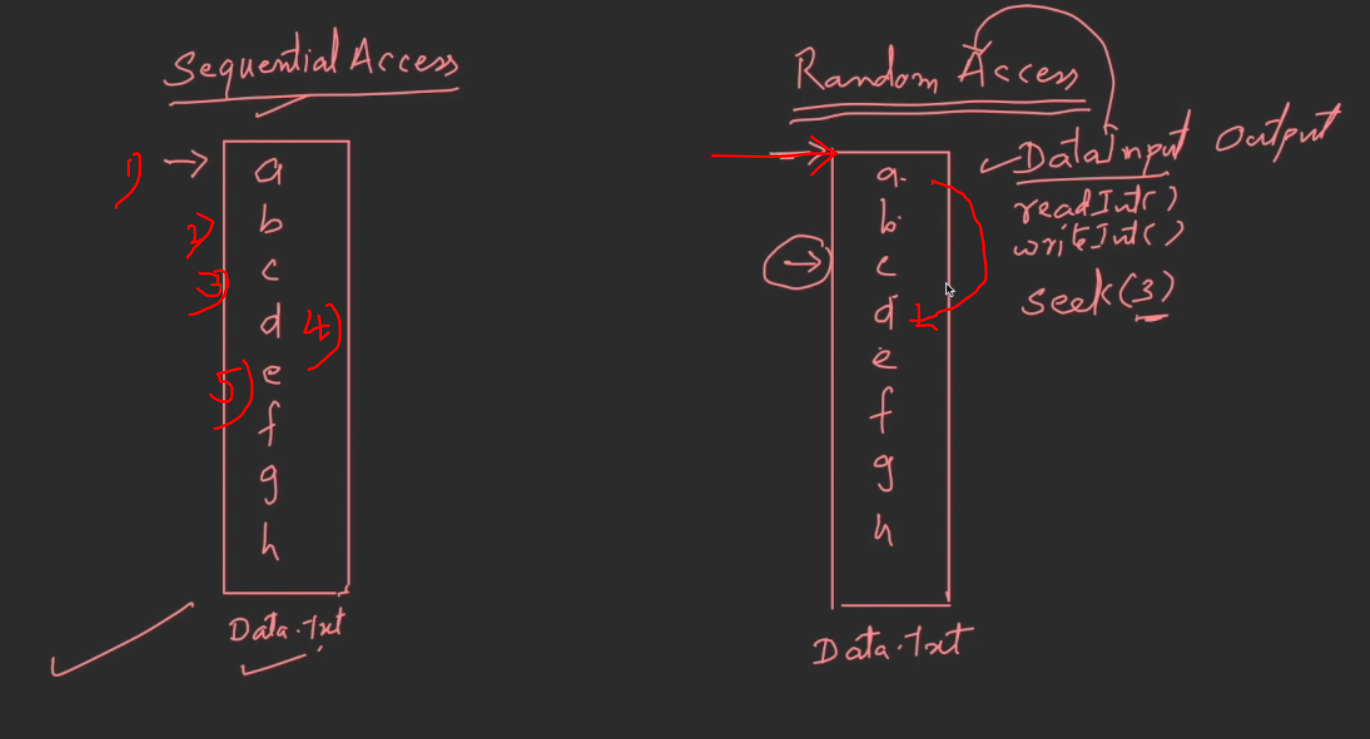 Sequential Access
1)
a
2)
b
3)
c
d
4)
5)
e
f
g
h
Data.txt
Random Access
DataInput Output
readInt()
writeInt()
seek(3)
a
b
c
d
e
f
g
h
Data.txt